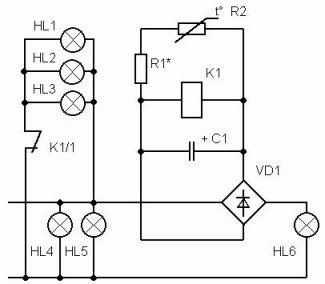 HL1
t° R2
HL2
R1*
K1
HL3
K1/1
+ C1
VD1
HL4
HL5
HL6